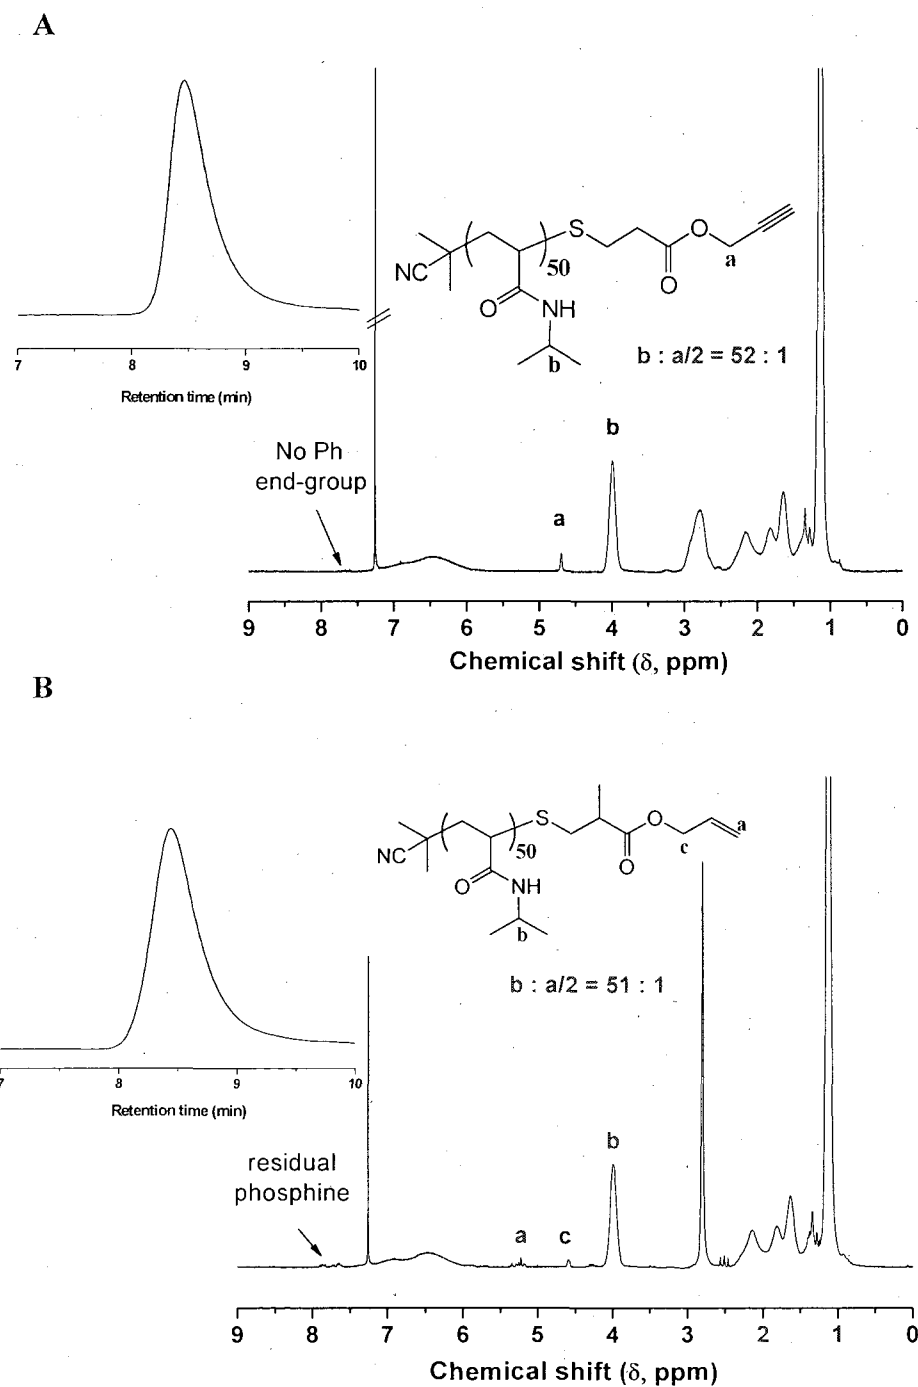 A
S
O
O
a
NC
50
O
NH
b
b : a/2 = 52 : 1
7 8 9 10
Retention time (min)
No Ph
end-group
b
a
9 8 7 6 5 4 3 2 1 0
Chemical shift (δ, ppm)
B
S
O
a
NC
50
O
c
O
NH
b
b : a/2 = 51 : 1
7 8 9 10
Retention time (min)
residual
phosphine
b
a c
9 8 7 6 5 4 3 2 1 0
Chemical shift (δ, ppm)